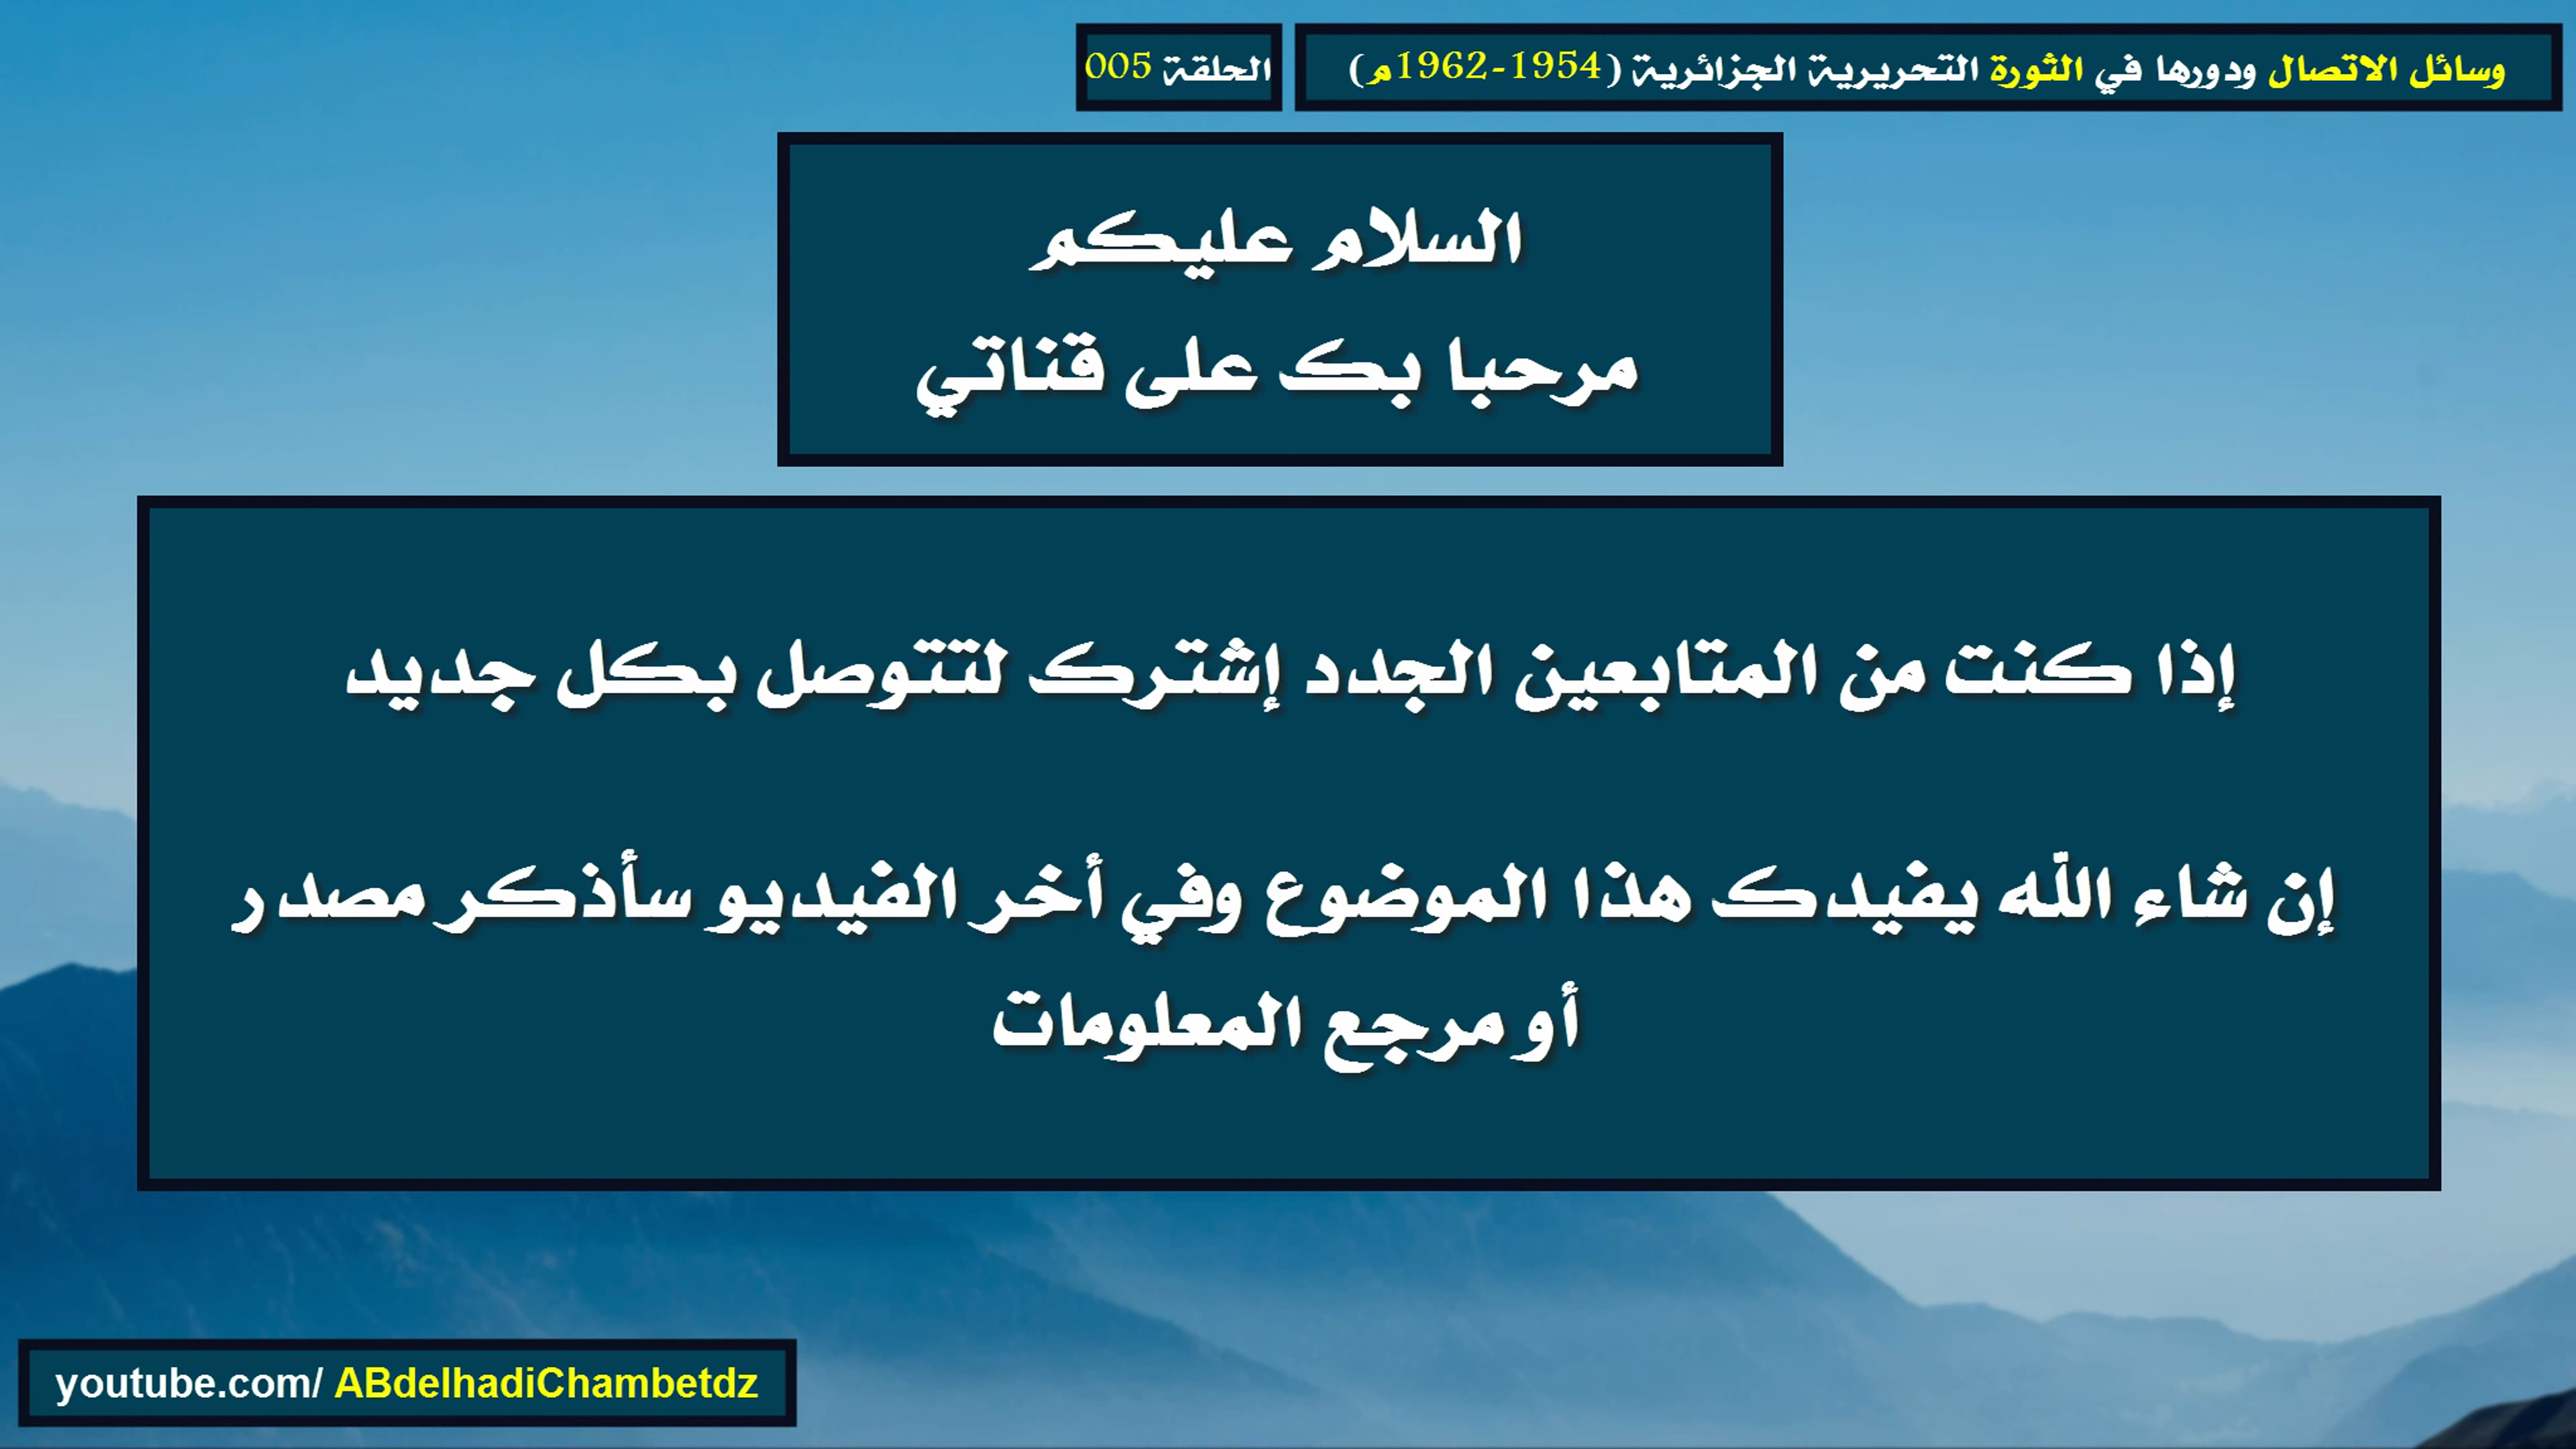 وسائل الاتصال ودورها في الثورة التحريرية الجزائرية (1954-1962م)
الحلقة 005
السلام عليكم
مرحبا بك على قناتي
إذا كنت من المتابعين الجدد إشترك لتتوصل بكل جديد
إن شاء الله يفيدك هذا الموضوع وفي أخر الفيديو سأذكر مصدر
أو مرجع المعلومات
youtube.com/ ABdelhadiChambetdz